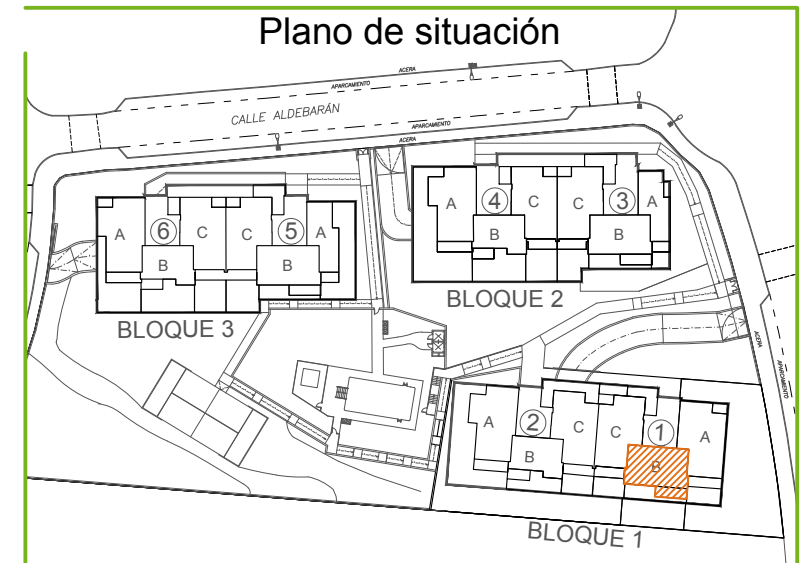 Plano de situación
ACERA
APARCAMIENTO
CALLE ALDEBARÁN
APARCAMIENTO
ACERA
A 6 C C 5 A
B B
BLOQUE 3
A 4 C C 3 A
B B
BLOQUE 2
ACERA
APARCAMIENTO
A 2 C C 1 A
B B
BLOQUE 1